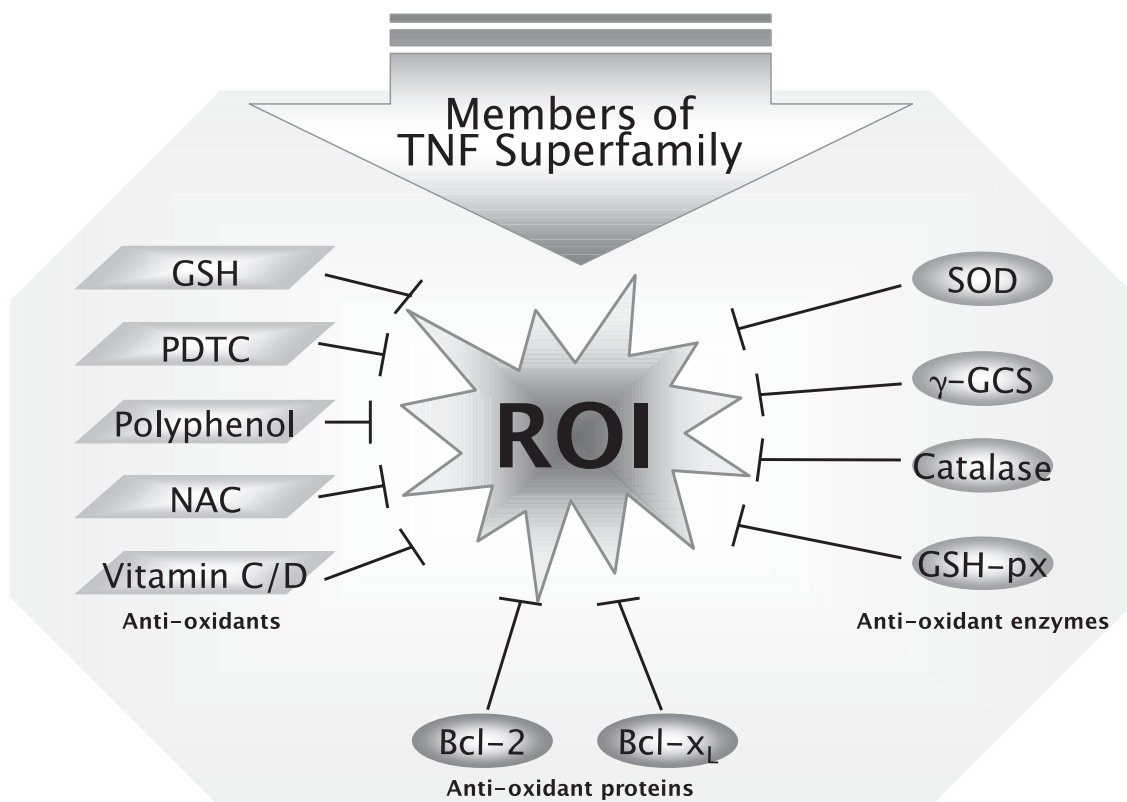 Members of
TNF Superfamily
GSH
PDTC
Polyphenol
NAC
Vitamin C/D
Anti-oxidants
ROI
SOD
γ-GCS
Catalase
GSH-px
Anti-oxidant enzymes
Bcl-2
Bcl-xL
Anti-oxidant proteins